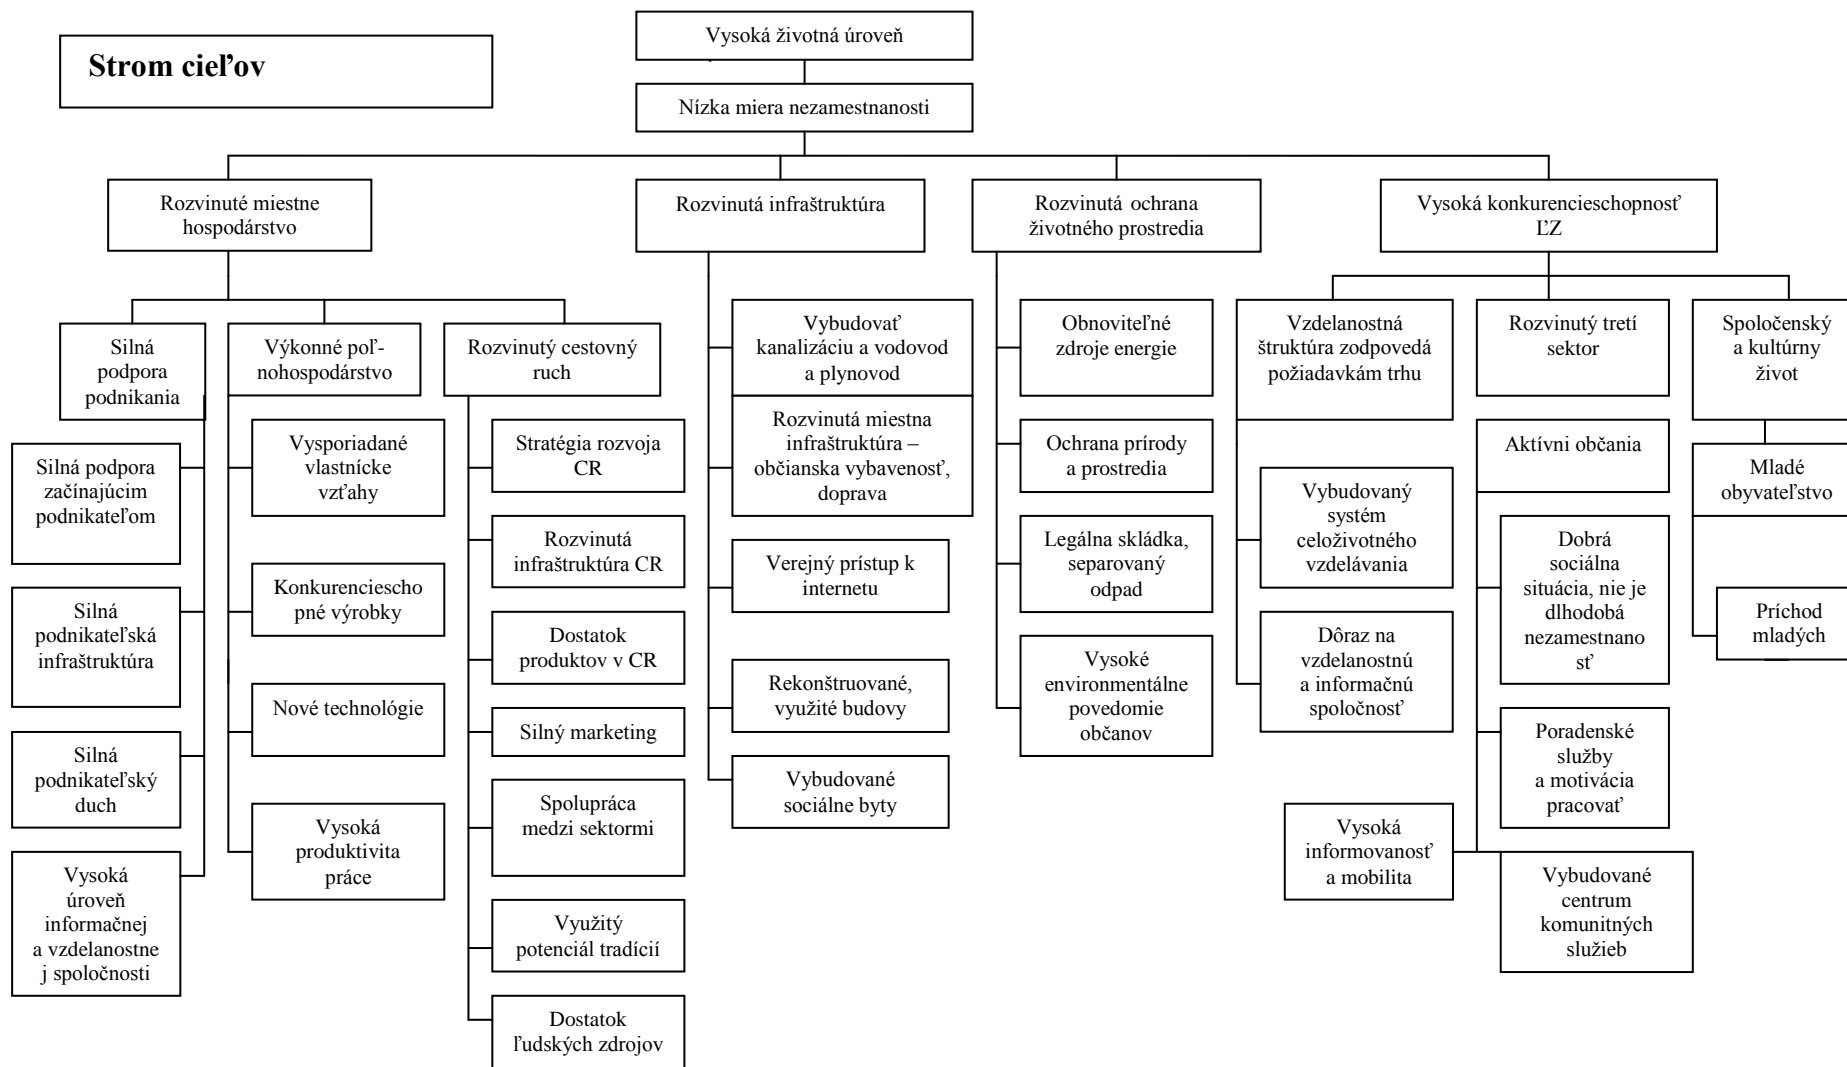 Strom cieľov
Vysoká životná úroveň
Nízka miera nezamestnanosti
Rozvinuté miestne
hospodárstvo
Rozvinutá infraštruktúra
Rozvinutá ochrana
životného prostredia
Vysoká konkurencieschopnosť
ĽZ
Silná
podpora
podnikania
Výkonné poľ-
nohospodárstvo
Rozvinutý cestovný
ruch
Vybudovať
kanalizáciu a vodovod
a plynovod
Obnoviteľné
zdroje energie
Vzdelanostná
štruktúra zodpovedá
požiadavkám trhu
Rozvinutý tretí
sektor
Spoločenský
a kultúrny
život
Silná podpora
začínajúcim
podnikateľom
Silná
podnikateľská
infraštruktúra
Silná
podnikateľský
duch
Vysoká
úroveň
informačnej
a vzdelanostne
j spoločnosti
Vysporiadané
vlastnícke
vzťahy
Konkurenciescho
pné výrobky
Nové technológie
Vysoká
produktivita
práce
Stratégia rozvoja
CR
Rozvinutá
infraštruktúra CR
Dostatok
produktov v CR
Silný marketing
Spolupráca
medzi sektormi
Využitý
potenciál tradícií
Dostatok
ľudských zdrojov
Rozvinutá miestna
infraštruktúra –
občianska vybavenosť,
doprava
Verejný prístup k
internetu
Rekonštruované,
využité budovy
Vybudované
sociálne byty
Ochrana prírody
a prostredia
Legálna skládka,
separovaný
odpad
Vysoké
environmentálne
povedomie
občanov
Vybudovaný
systém
celoživotného
vzdelávania
Dôraz na
vzdelanostnú
a informačnú
spoločnosť
Aktívni občania
Dobrá
sociálna
situácia, nie je
dlhodobá
nezamestnano
sť
Poradenské
služby
a motivácia
pracovať
Vysoká
informovanosť
a mobilita
Vybudované
centrum
komunitných
služieb
Mladé
obyvateľstvo
Príchod
mladých